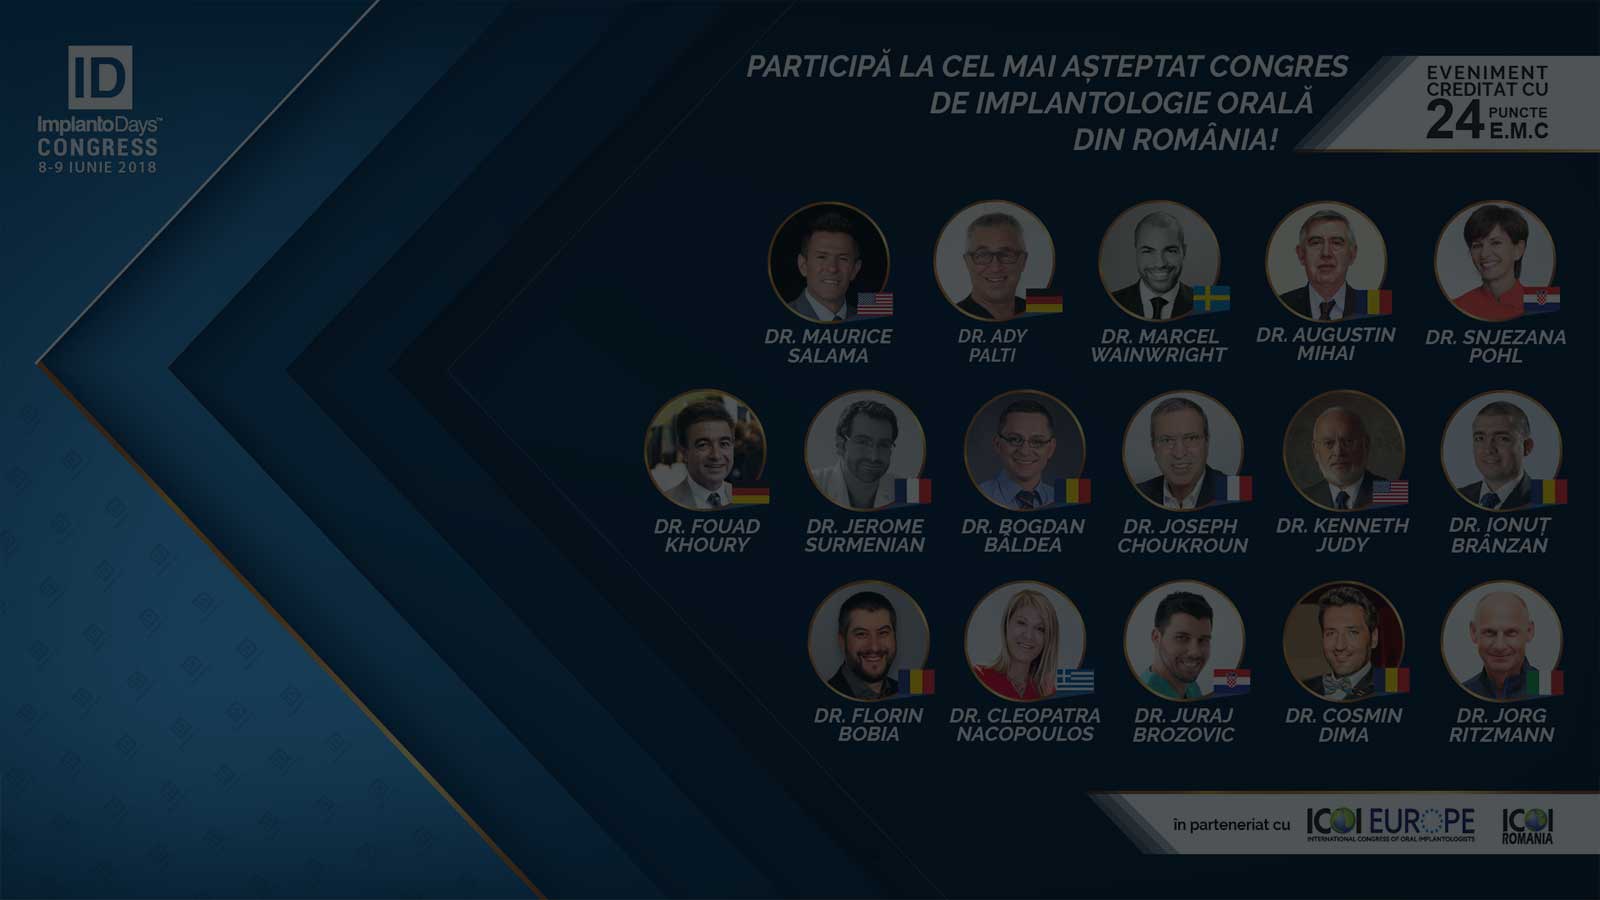 ID
ImplantoDays™
CONGRESS
8-9 IUNIE 2018
PARTICIPĂ LA CEL MAI AȘTEPTAT CONGRES
DE IMPLANTOLOGIE ORALĂ
DIN ROMÂNIA!
EVENIMENT
CREDITAT CU
24 PUNCTE
E.M.C
DR. MAURICE
SALAMA
DR. ADY
PALTI
DR. MARCEL
WAINWRIGHT
DR. AUGUSTIN
MIHAI
DR. SNJEZANA
POHL
DR. FOUAD
KHOURY
DR. JEROME
SURMENIAN
DR. BOGDAN
BÂLDEA
DR. JOSEPH
CHOUKROUN
DR. KENNETH
JUDY
DR. IONUȚ
BRÂNZAN
DR. FLORIN
BOBIA
DR. CLEOPATRA
NACOPOULOS
DR. JURAJ
BROZOVIC
DR. COSMIN
DIMA
DR. JORG
RITZMANN
în parteneriat cu
ICOI EUROPE
INTERNATIONAL CONGRESS OF ORAL IMPLANTOLOGISTS
ICOI
ROMANIA